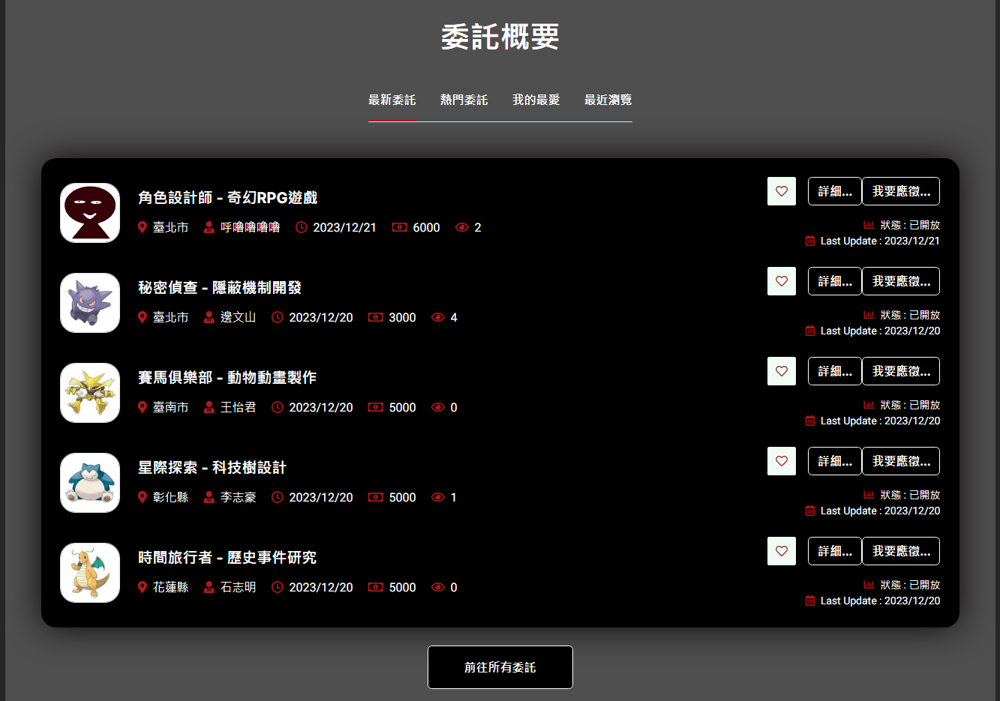 委託概要
最新委託 熱門委託 我的最愛 最近瀏覽
角色設計師 - 奇幻RPG遊戲
詳細... 我要應徵...
臺北市 呼嚕嚕嚕嚕 2023/12/21 6000 2
狀態 : 已開放
Last Update : 2023/12/21
秘密偵查 - 隱蔽機制開發
詳細... 我要應徵...
臺北市 邊文山 2023/12/20 3000 4
狀態 : 已開放
Last Update : 2023/12/20
賽馬俱樂部 - 動物動畫製作
詳細... 我要應徵...
臺南市 王怡君 2023/12/20 5000 0
狀態 : 已開放
Last Update : 2023/12/20
星際探索 - 科技樹設計
詳細... 我要應徵...
彰化縣 李志豪 2023/12/20 5000 1
狀態 : 已開放
Last Update : 2023/12/20
時間旅行者 - 歷史事件研究
詳細... 我要應徵...
花蓮縣 石志明 2023/12/20 5000 0
狀態 : 已開放
Last Update : 2023/12/20
前往所有委託